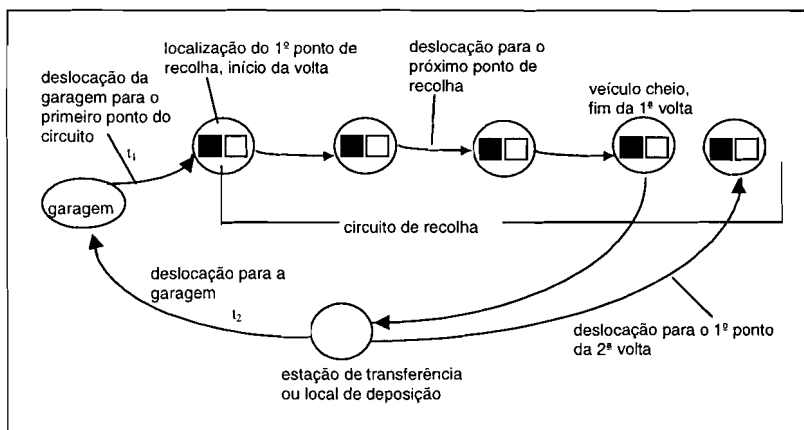 localização do 1º ponto de
recolha, início da volta
deslocação para o
próximo ponto de
recolha
deslocação da
garagem para o
primeiro ponto do
circuito
veículo cheio,
fim da 1ª volta
t1
garagem
circuito de recolha
deslocação para a
garagem
t2
deslocação para o 1º ponto
da 2ª volta
estação de transferência
ou local de deposição